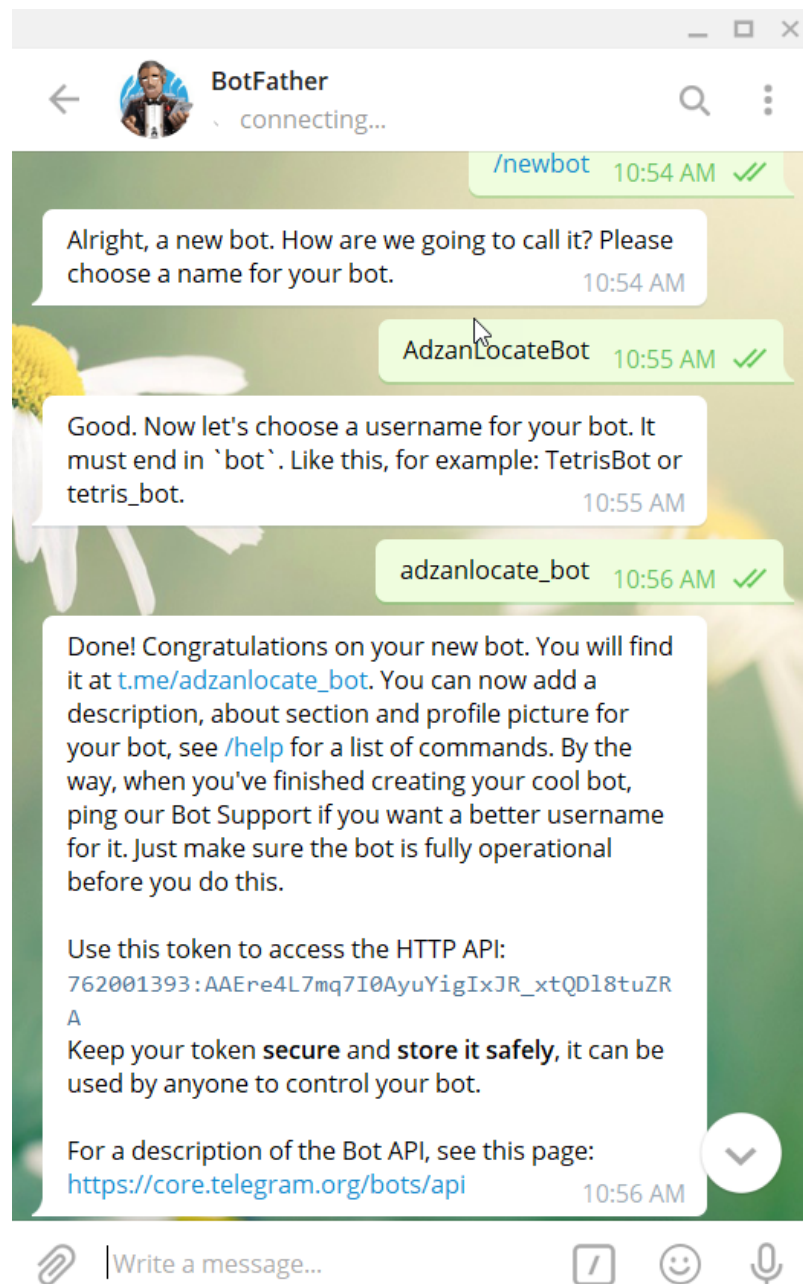 BotFather
connecting...
/newbot 10:54 AM
Alright, a new bot. How are we going to call it? Please
choose a name for your bot.
10:54 AM
AdzanLocateBot 10:55 AM
Good. Now let's choose a username for your bot. It
must end in `bot`. Like this, for example: TetrisBot or
tetris_bot.
10:55 AM
adzanlocate_bot 10:56 AM
Done! Congratulations on your new bot. You will find
it at t.me/adzanlocate_bot. You can now add a
description, about section and profile picture for
your bot, see /help for a list of commands. By the
way, when you've finished creating your cool bot,
ping our Bot Support if you want a better username
for it. Just make sure the bot is fully operational
before you do this.
Use this token to access the HTTP API:
762001393:AAEre4L7mq7I0AyuYigIxJR_xtQDl8tuZR
A
Keep your token secure and store it safely, it can be
used by anyone to control your bot.
For a description of the Bot API, see this page:
https://core.telegram.org/bots/api
10:56 AM
Write a message...